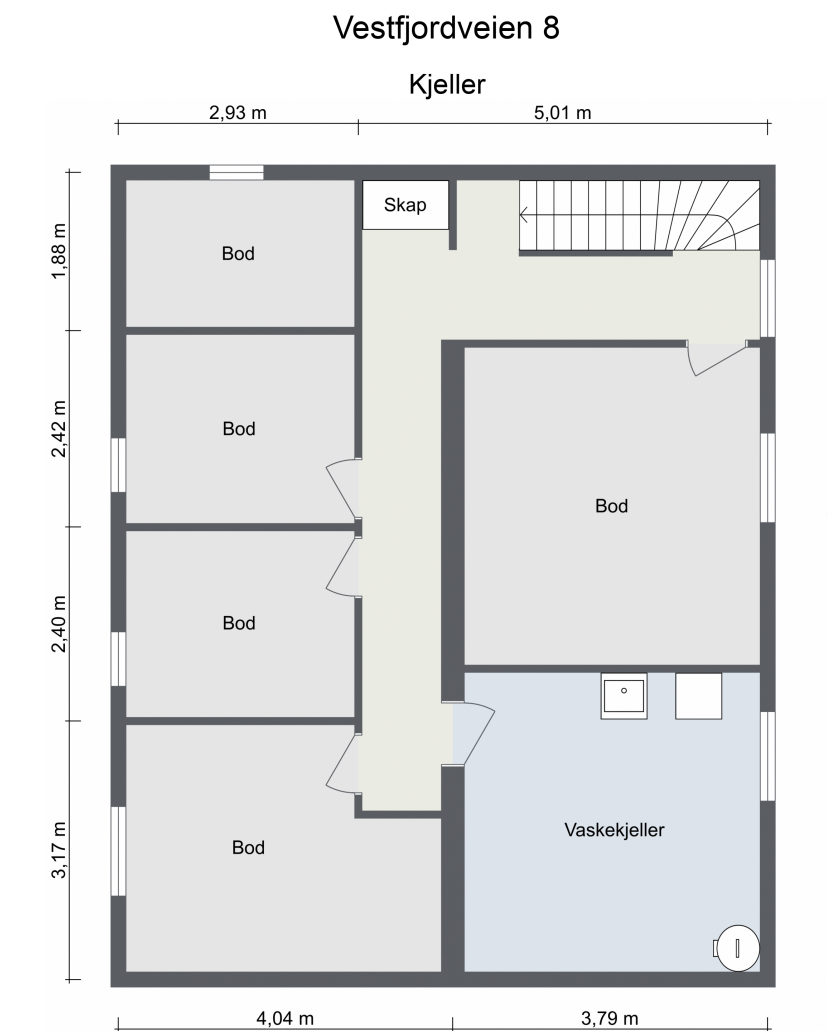 Vestfjordveien 8
Kjeller
2,93 m
5,01 m
Skap
1,88 m
Bod
2,42 m
Bod
Bod
2,40 m
Bod
Vaskekjeller
3,17 m
Bod
4,04 m
3,79 m